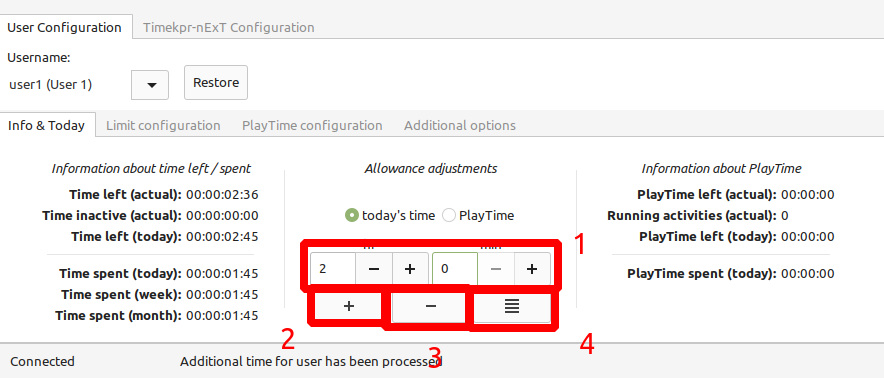 User Configuration Timekpr-nExT Configuration
Username:
user1 (User 1) Restore
Info & Today Limit configuration PlayTime configuration Additional options
Information about time left / spent
Time left (actual): 00:00:02:36
Time inactive (actual): 00:00:00:00
Time left (today): 00:00:02:45
Time spent (today): 00:00:01:45
Time spent (week): 00:00:01:45
Time spent (month): 00:00:01:45
Allowance adjustments
today's time PlayTime
1
2 − + 0 − +
+ − 
2 3 4
Information about PlayTime
PlayTime left (actual): 00:00:00
Running activities (actual): 0
PlayTime left (today): 00:00:00
PlayTime spent (today): 00:00:00
Connected Additional time for user has been processed